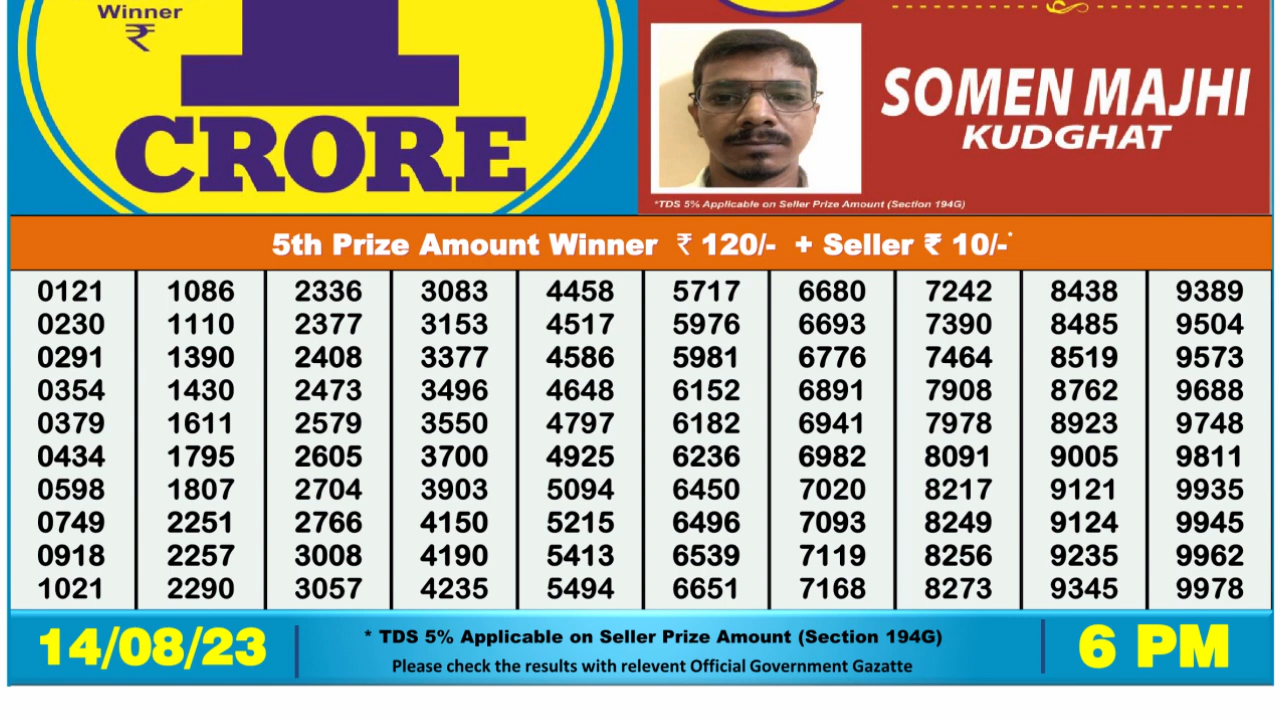 Winner
₹
1
CRORE
SOMEN MAJHI
KUDGHAT
*TDS 5% Applicable on Seller Prize Amount (Section 194G)
5th Prize Amount Winner ₹ 120/- + Seller ₹ 10/-*
0121 1086 2336 3083 4458 5717 6680 7242 8438 9389
0230 1110 2377 3153 4517 5976 6693 7390 8485 9504
0291 1390 2408 3377 4586 5981 6776 7464 8519 9573
0354 1430 2473 3496 4648 6152 6891 7908 8762 9688
0379 1611 2579 3550 4797 6182 6941 7978 8923 9748
0434 1795 2605 3700 4925 6236 6982 8091 9005 9811
0598 1807 2704 3903 5094 6450 7020 8217 9121 9935
0749 2251 2766 4150 5215 6496 7093 8249 9124 9945
0918 2257 3008 4190 5413 6539 7119 8256 9235 9962
1021 2290 3057 4235 5494 6651 7168 8273 9345 9978
14/08/23
* TDS 5% Applicable on Seller Prize Amount (Section 194G)
Please check the results with relevent Official Government Gazatte
6 PM